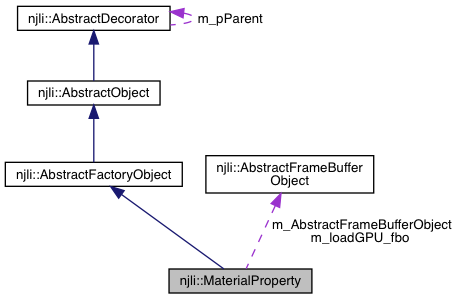 njli::AbstractDecorator
m_pParent
njli::AbstractObject
njli::AbstractFactoryObject
njli::AbstractFrameBuffer
Object
m_AbstractFrameBufferObject
m_loadGPU_fbo
njli::MaterialProperty